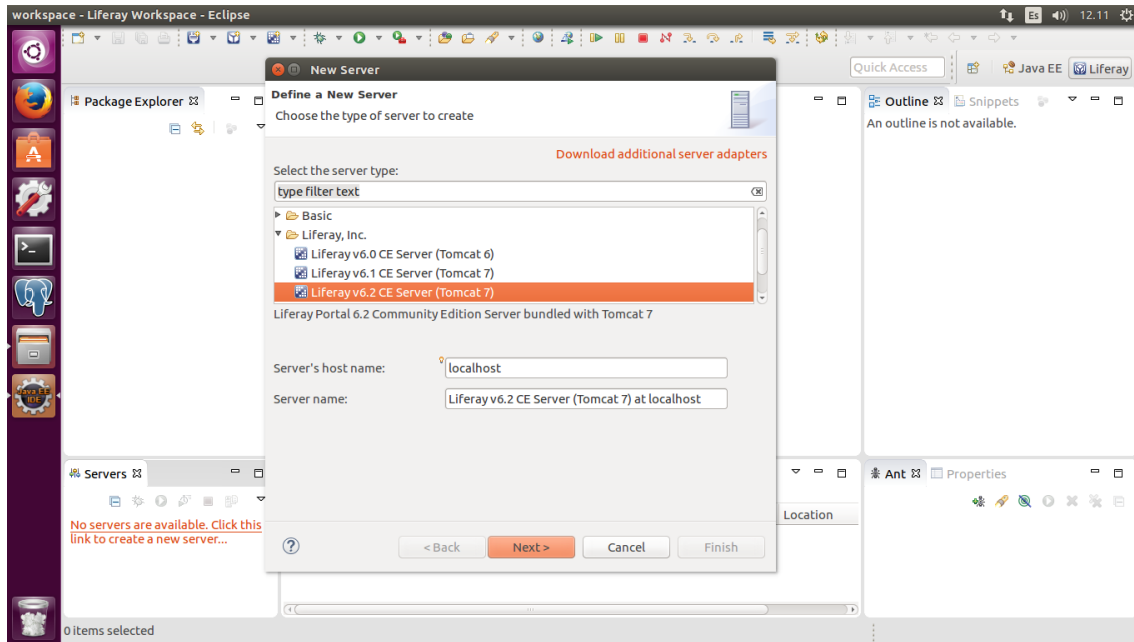 workspace - Liferay Workspace - Eclipse
Es
12.11
Quick Access
Java EE
Liferay
New Server
Define a New Server
Choose the type of server to create
Download additional server adapters
Select the server type:
type filter text
Basic
Liferay, Inc.
Liferay v6.0 CE Server (Tomcat 6)
Liferay v6.1 CE Server (Tomcat 7)
Liferay v6.2 CE Server (Tomcat 7)
Liferay Portal 6.2 Community Edition Server bundled with Tomcat 7
Server's host name:
localhost
Server name:
Liferay v6.2 CE Server (Tomcat 7) at localhost
< Back
Next >
Cancel
Finish
Package Explorer
Outline
Snippets
An outline is not available.
Java EE
IDE
Servers
No servers are available. Click this
link to create a new server...
Location
Ant
Properties
0 items selected